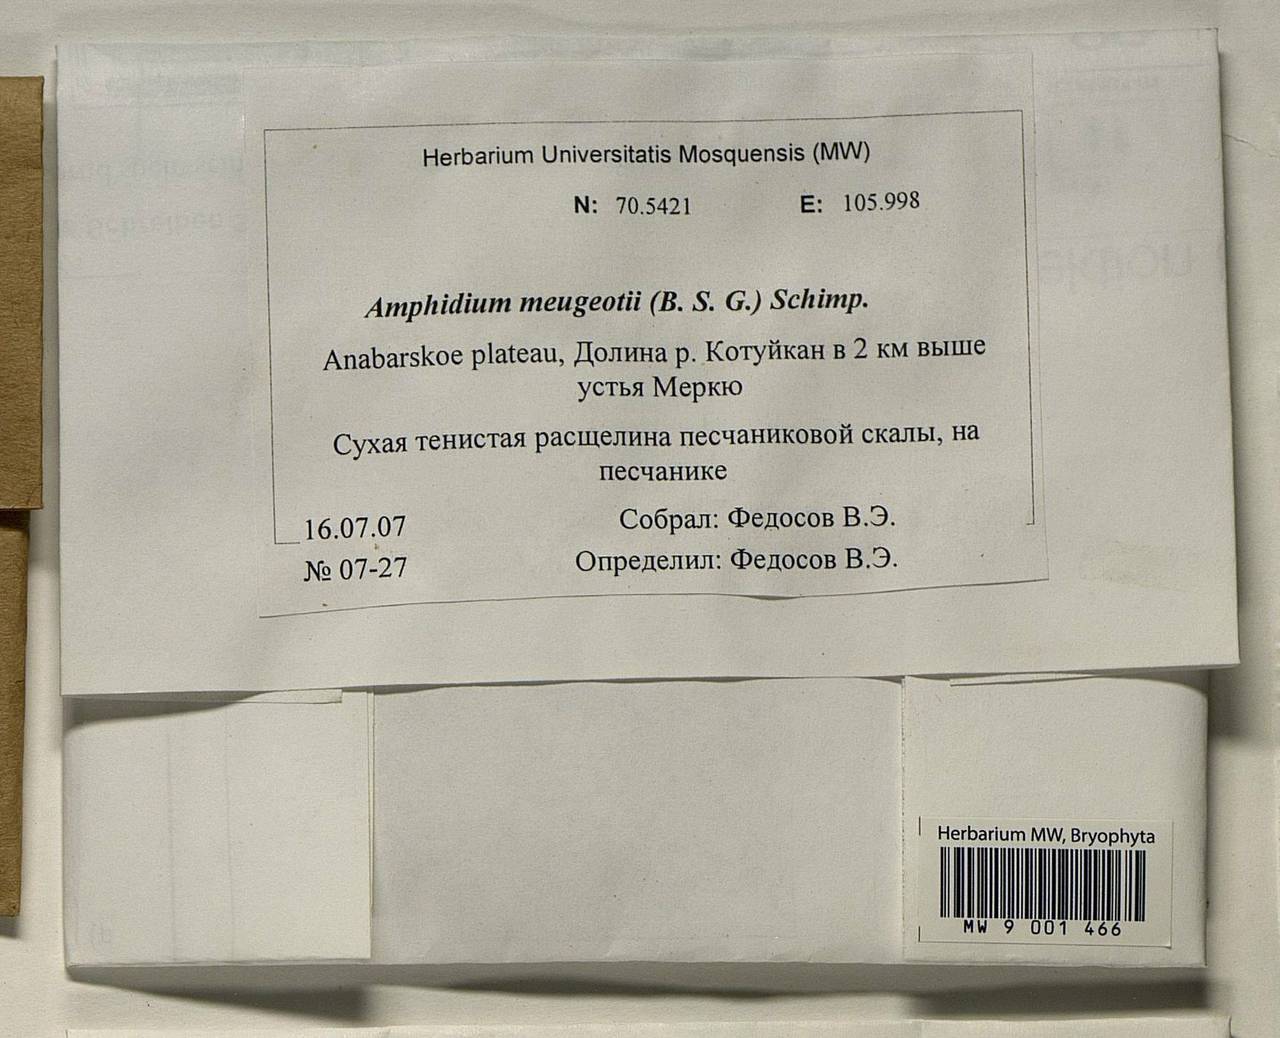 Herbarium Universitatis Mosquensis (MW)
N: 70.5421 E: 105.998
Amphidium meugeotii (B. S. G.) Schimp.
Anabarskoe plateau, Долина р. Котуйкан в 2 км выше
устья Меркю
Сухая тенистая расщелина песчаниковой скалы, на
песчанике
16.07.07 Собрал: Федосов В.Э.
№ 07-27 Определил: Федосов В.Э.
Herbarium MW, Bryophyta
MW 9 001 466